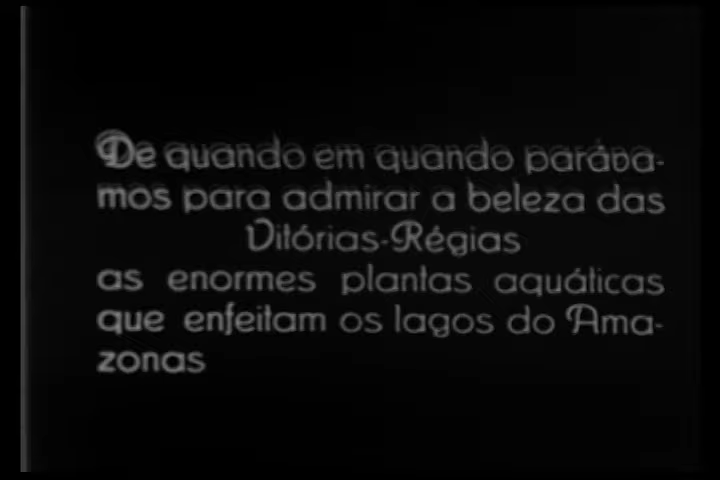 De quando em quando paráva-
mos para admirar a beleza das
Vitórias-Régias
as enormes plantas aquáticas
que enfeitam os lagos do Ama-
zonas